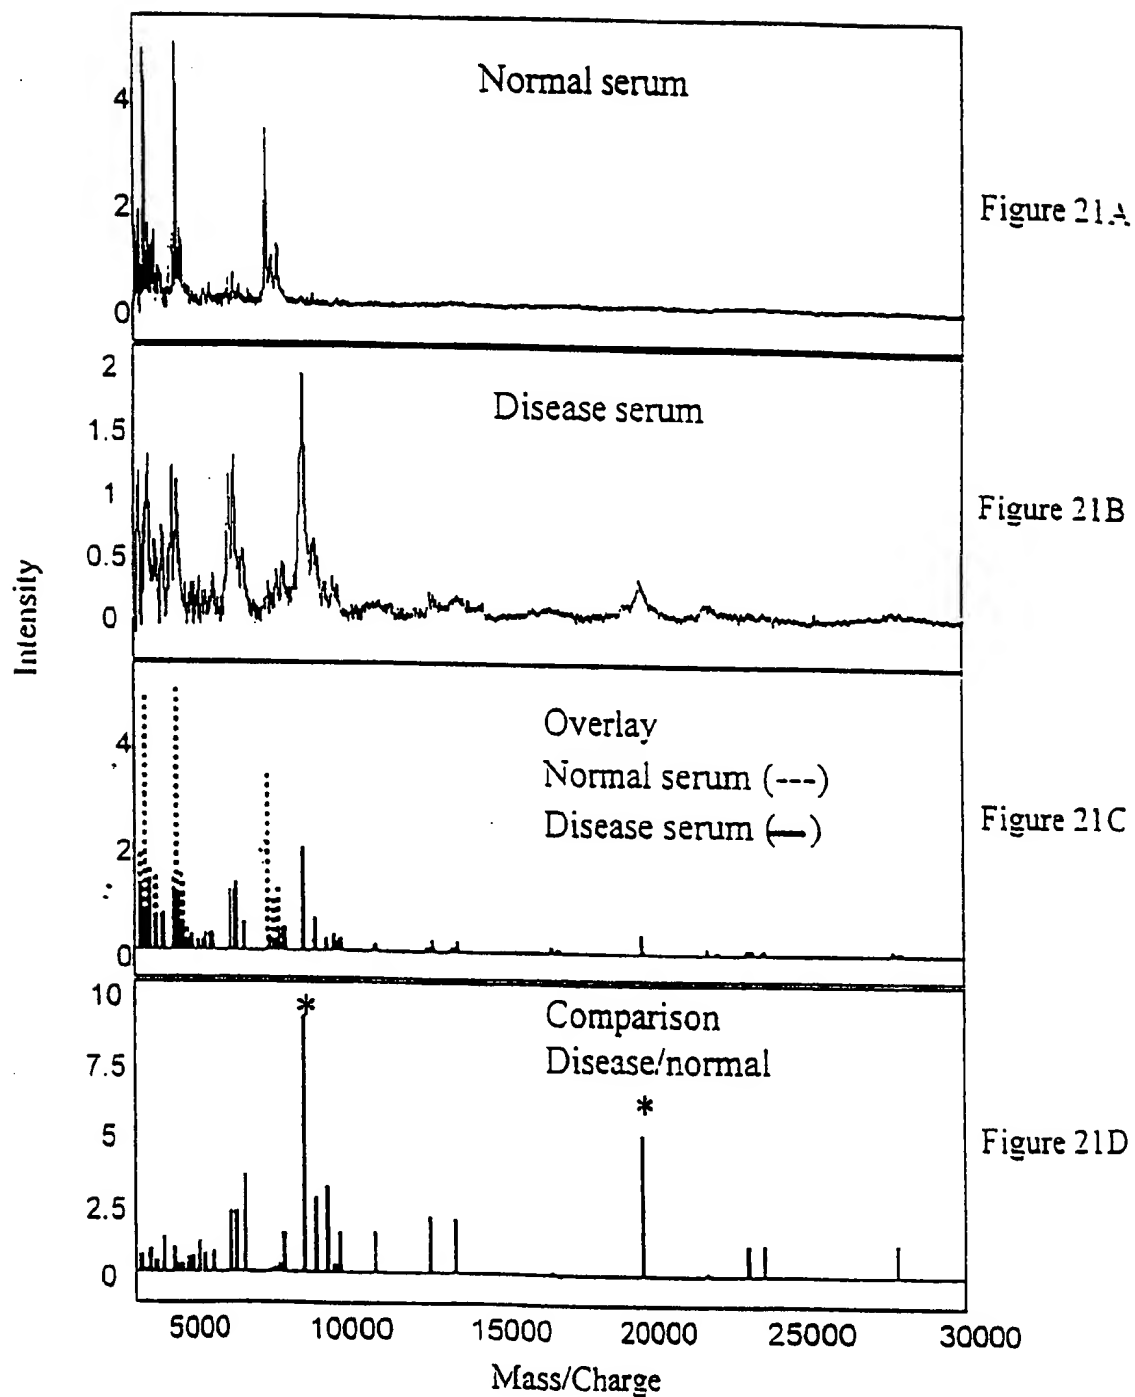 Normal serum
4
2
0
Figure 21A
Disease serum
2
1.5
1
0.5
0
Figure 21B
Intensity
Overlay
Normal serum (---)
Disease serum (—)
4
2
0
Figure 21C
Comparison
Disease/normal
*
*
10
7.5
5
2.5
0
Figure 21D
5000 10000 15000 20000 25000 30000
Mass/Charge